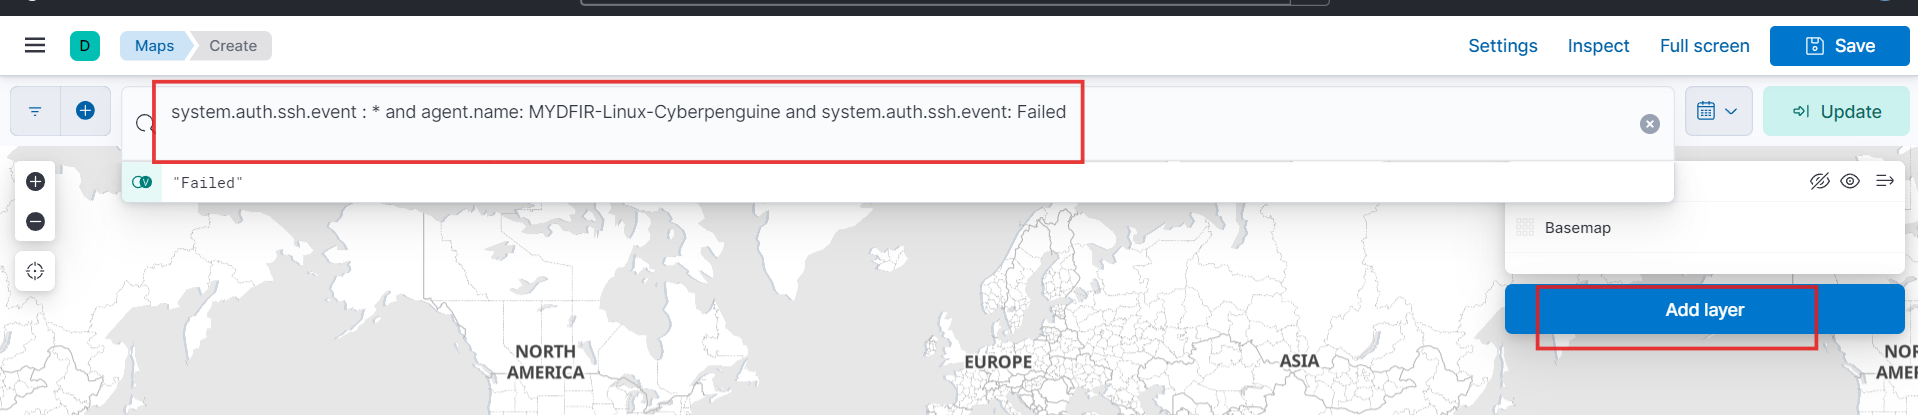 D Maps Create Settings Inspect Full screen Save
system.auth.ssh.event : * and agent.name: MYDFIR-Linux-Cyberpenguine and system.auth.ssh.event: Failed
Update
"Failed"
Basemap
Add layer
NORTH
AMERICA
EUROPE
ASIA
NOR
AMER